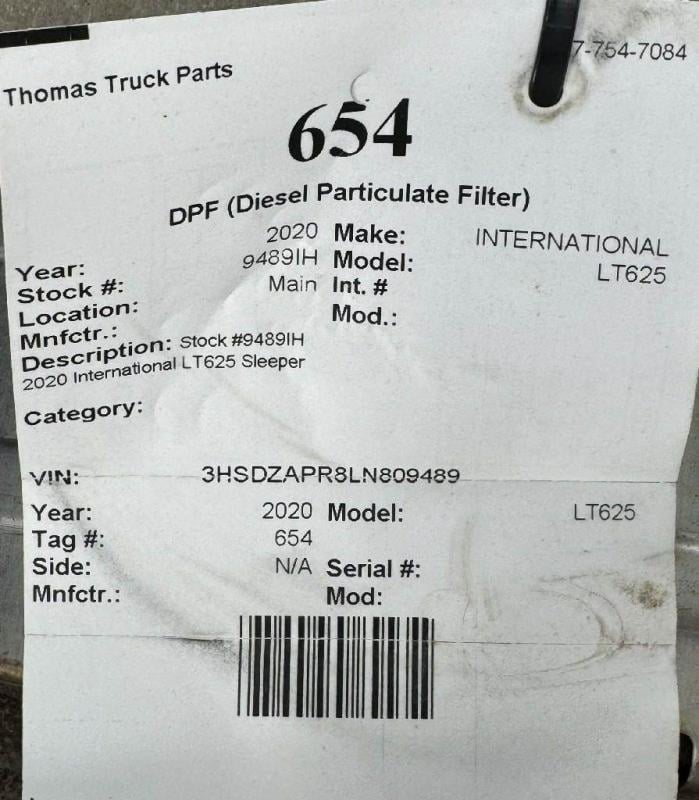 7-754-7084
Thomas Truck Parts
654
DPF (Diesel Particulate Filter)
Year: 2020 Make: INTERNATIONAL
Stock #: 9489IH Model: LT625
Location: Main Int. #
Mnfctr.: Mod.:
Description: Stock #9489IH
2020 International LT625 Sleeper
Category:
VIN: 3HSDZAPR8LN809489
Year: 2020 Model: LT625
Tag #: 654
Side: N/A Serial #:
Mnfctr.: Mod: